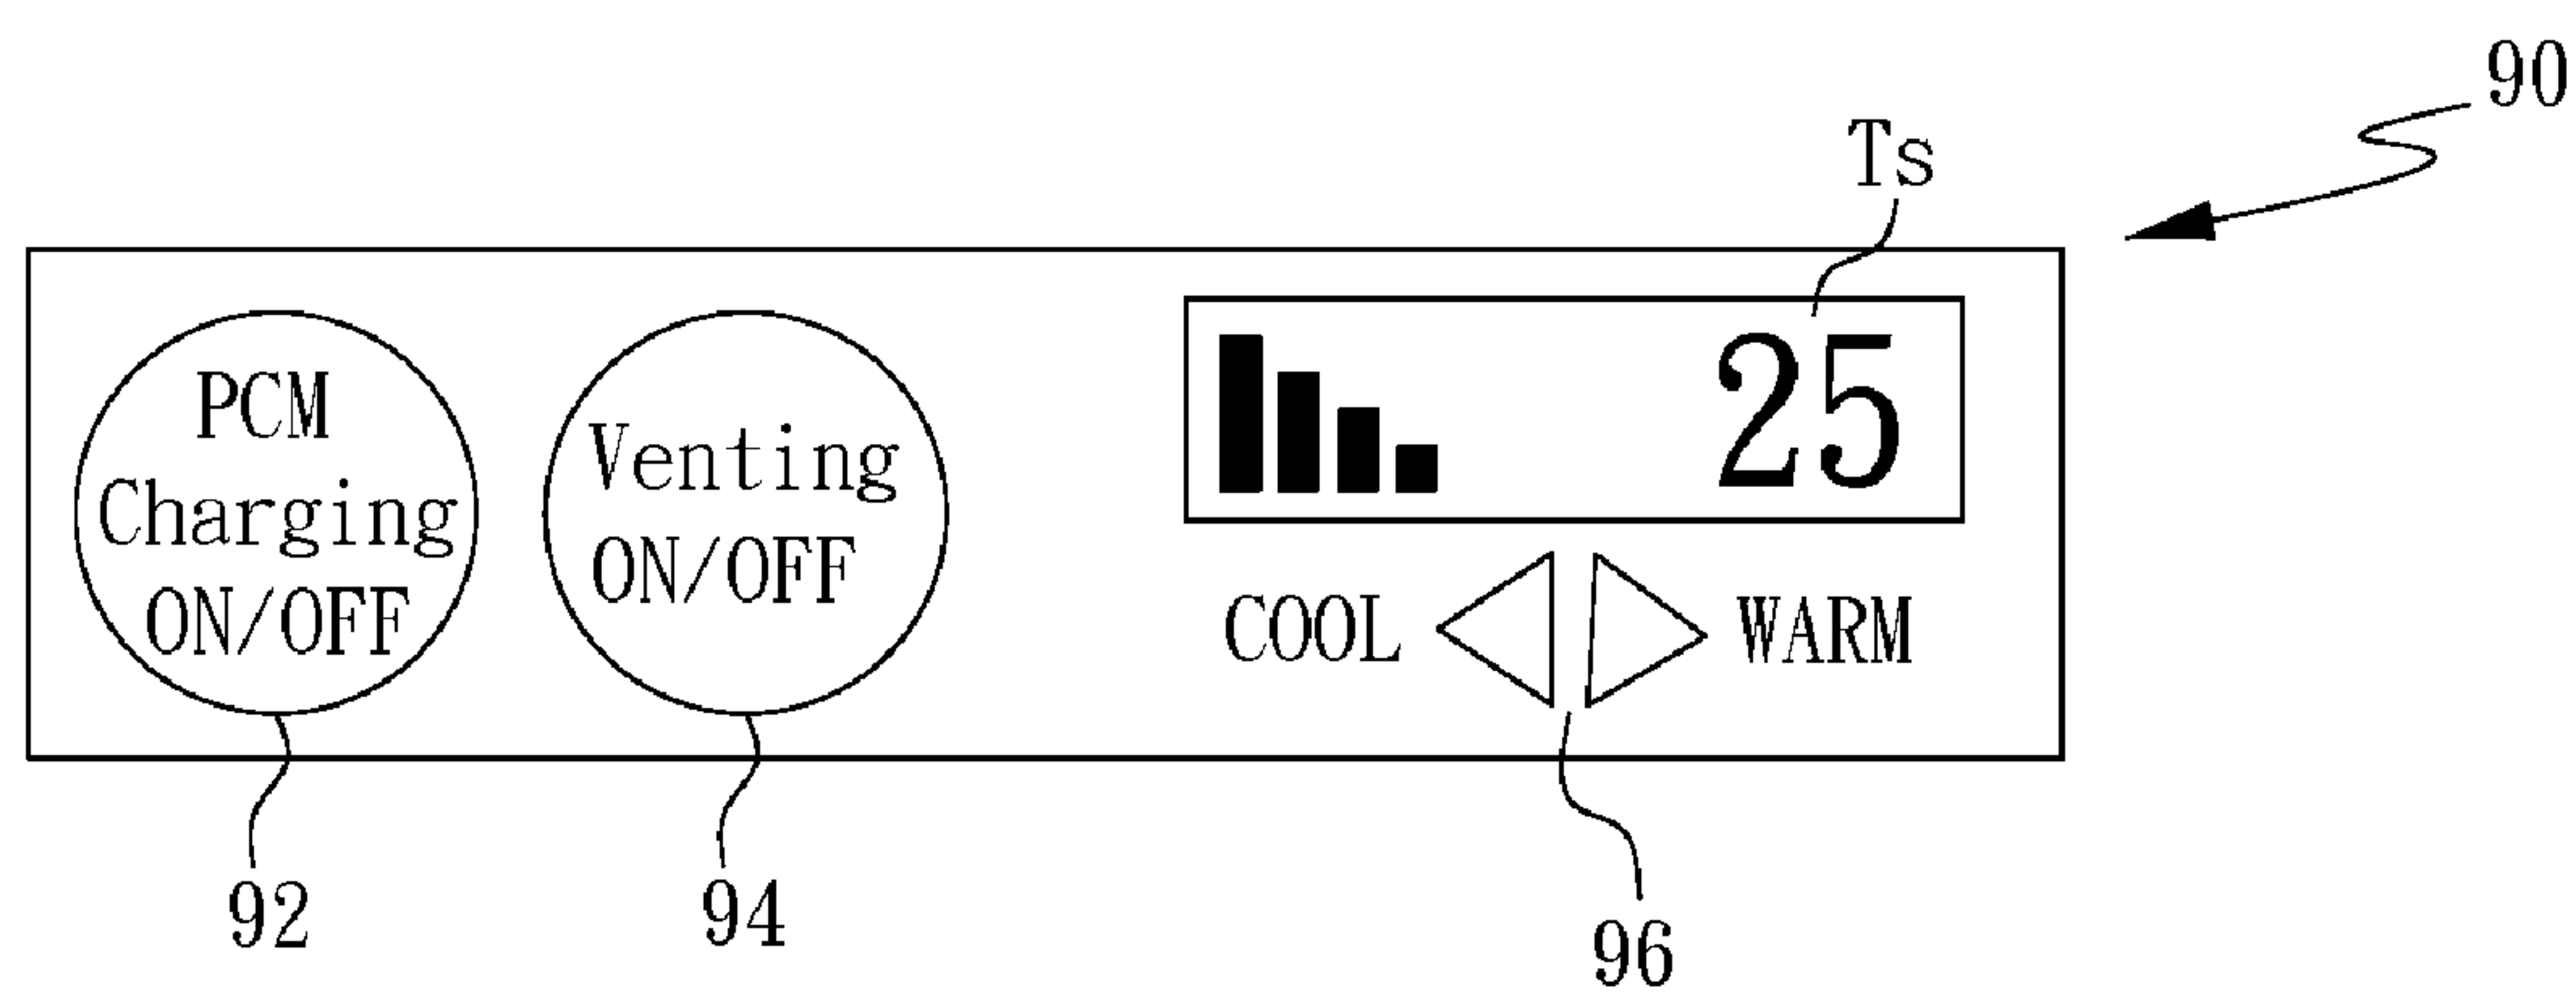 90
Ts
PCM
Charging
ON/OFF
Venting
ON/OFF
25
COOL
WARM
92
94
96